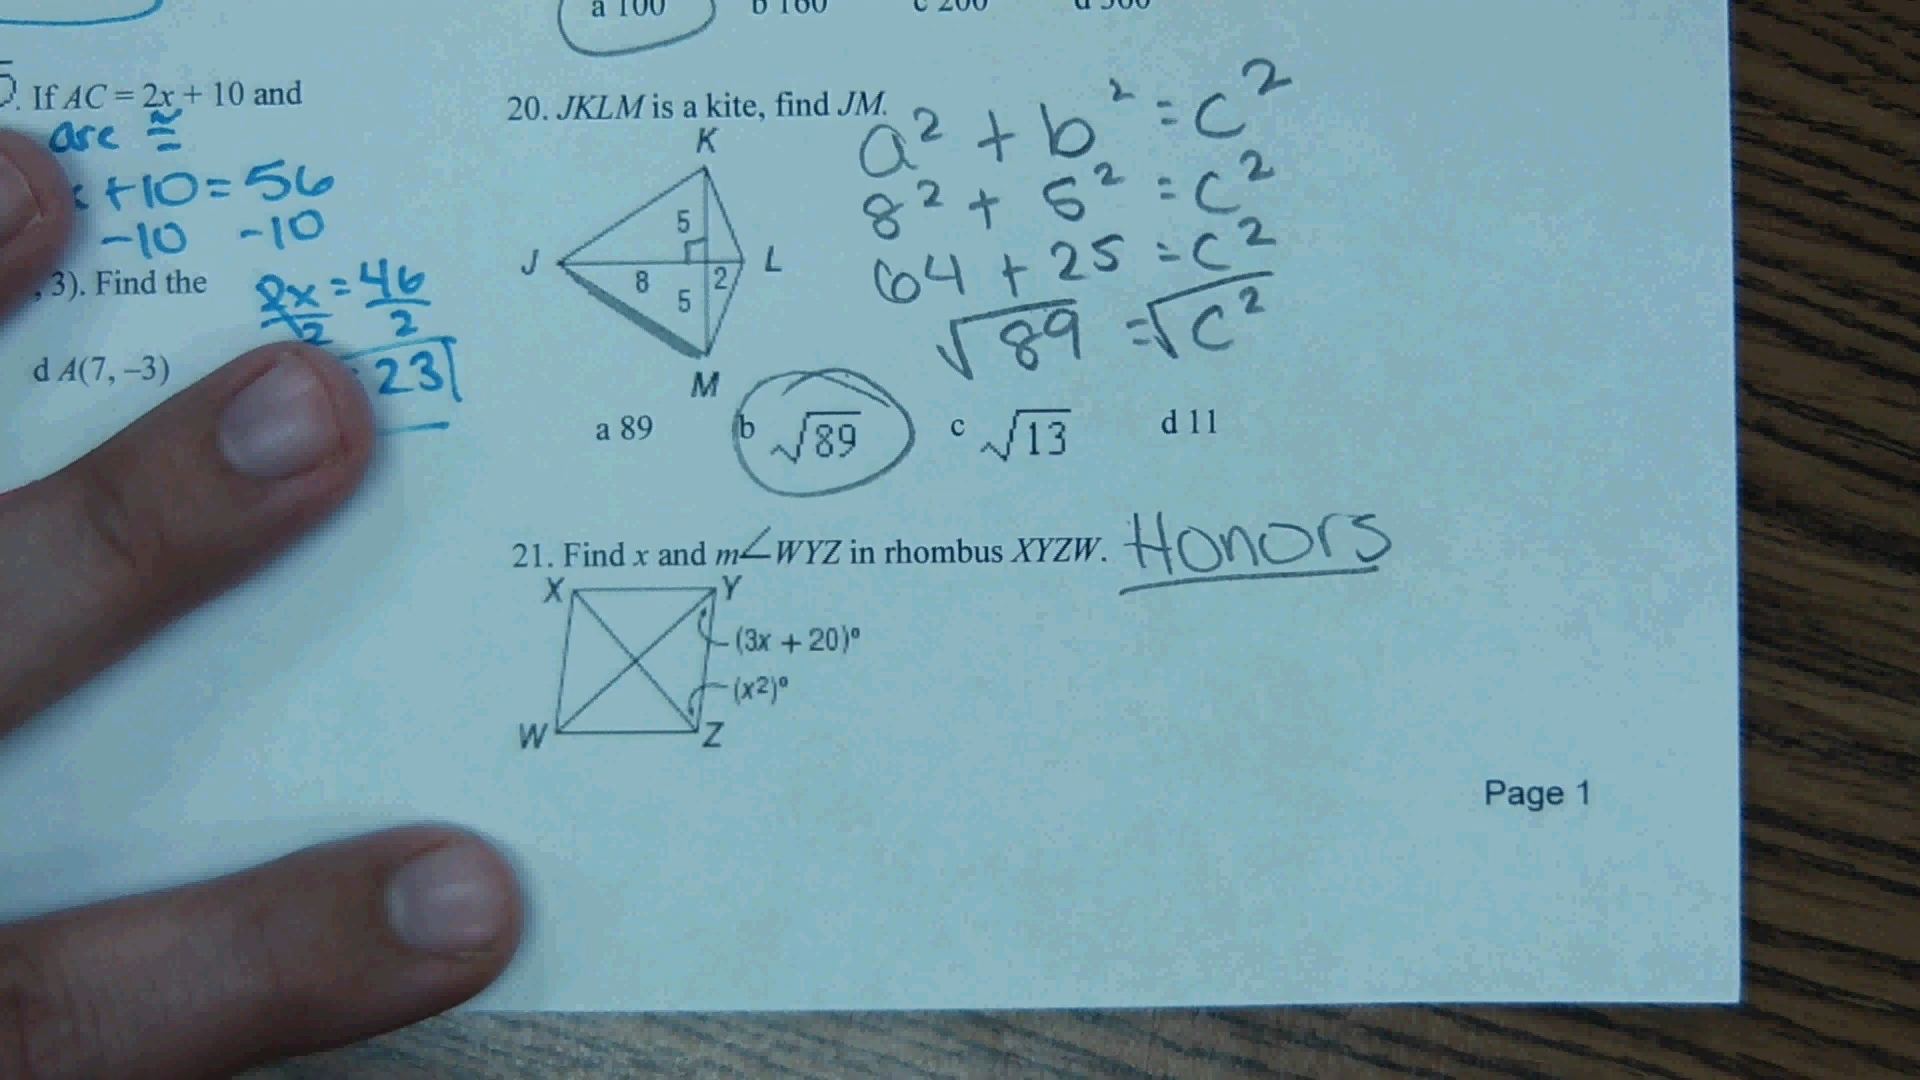 a 100 b 160 c 200 d 500
5. If AC = 2x + 10 and
are ≅
x +10 = 56
-10 -10
, 3). Find the
2x = 46
2 2
23
d A(7, –3)
20. JKLM is a kite, find JM.
K
5
J
8
L
2
5
M
a² + b² = c²
8² + 5² = c²
64 + 25 = c²
√89 = √c²
a 89 b √89 c √13 d 11
21. Find x and m∠WYZ in rhombus XYZW. Honors
X Y
(3x + 20)º
(x2)º
W Z
Page 1